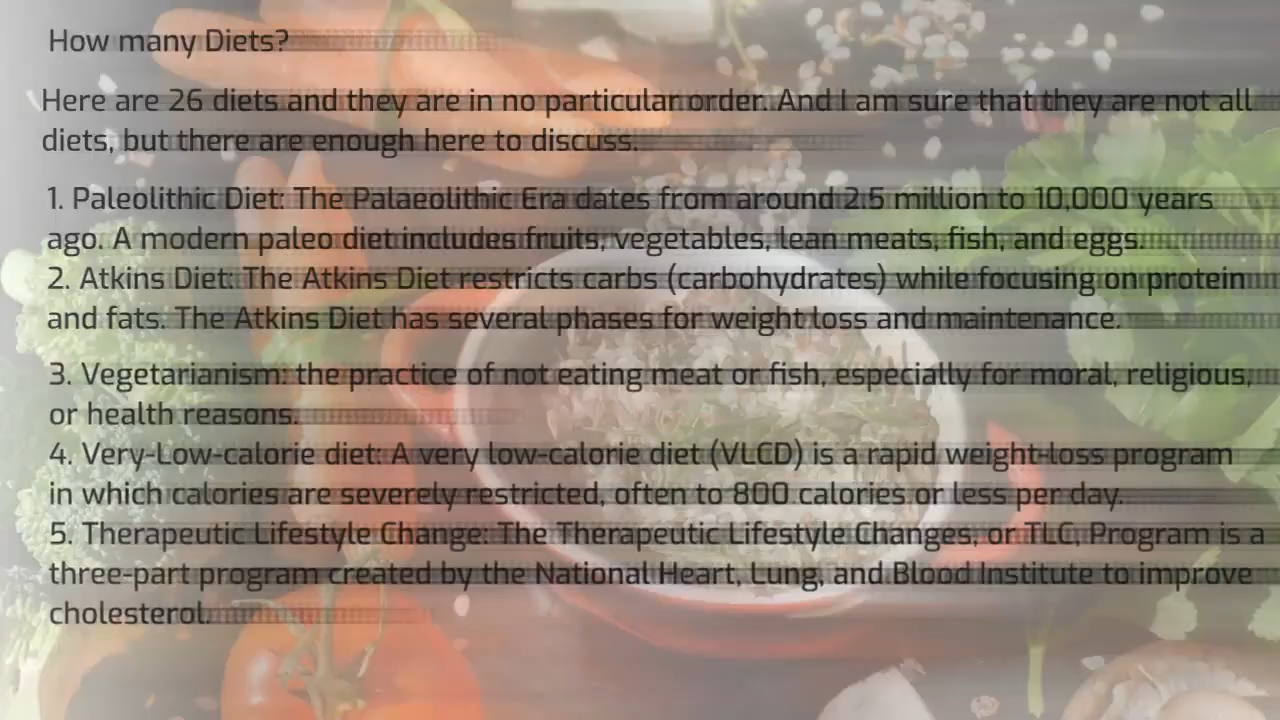 How many Diets?
Here are 26 diets and they are in no particular order. And I am sure that they are not all
diets, but there are enough here to discuss.
1. Paleolithic Diet: The Palaeolithic Era dates from around 2.5 million to 10,000 years
ago. A modern paleo diet includes fruits, vegetables, lean meats, fish, and eggs.
2. Atkins Diet: The Atkins Diet restricts carbs (carbohydrates) while focusing on protein
and fats. The Atkins Diet has several phases for weight loss and maintenance.
3. Vegetarianism: the practice of not eating meat or fish, especially for moral, religious,
or health reasons.
4. Very-Low-calorie diet: A very low-calorie diet (VLCD) is a rapid weight-loss program
in which calories are severely restricted, often to 800 calories or less per day.
5. Therapeutic Lifestyle Change: The Therapeutic Lifestyle Changes, or TLC, Program is a
three-part program created by the National Heart, Lung, and Blood Institute to improve
cholesterol.